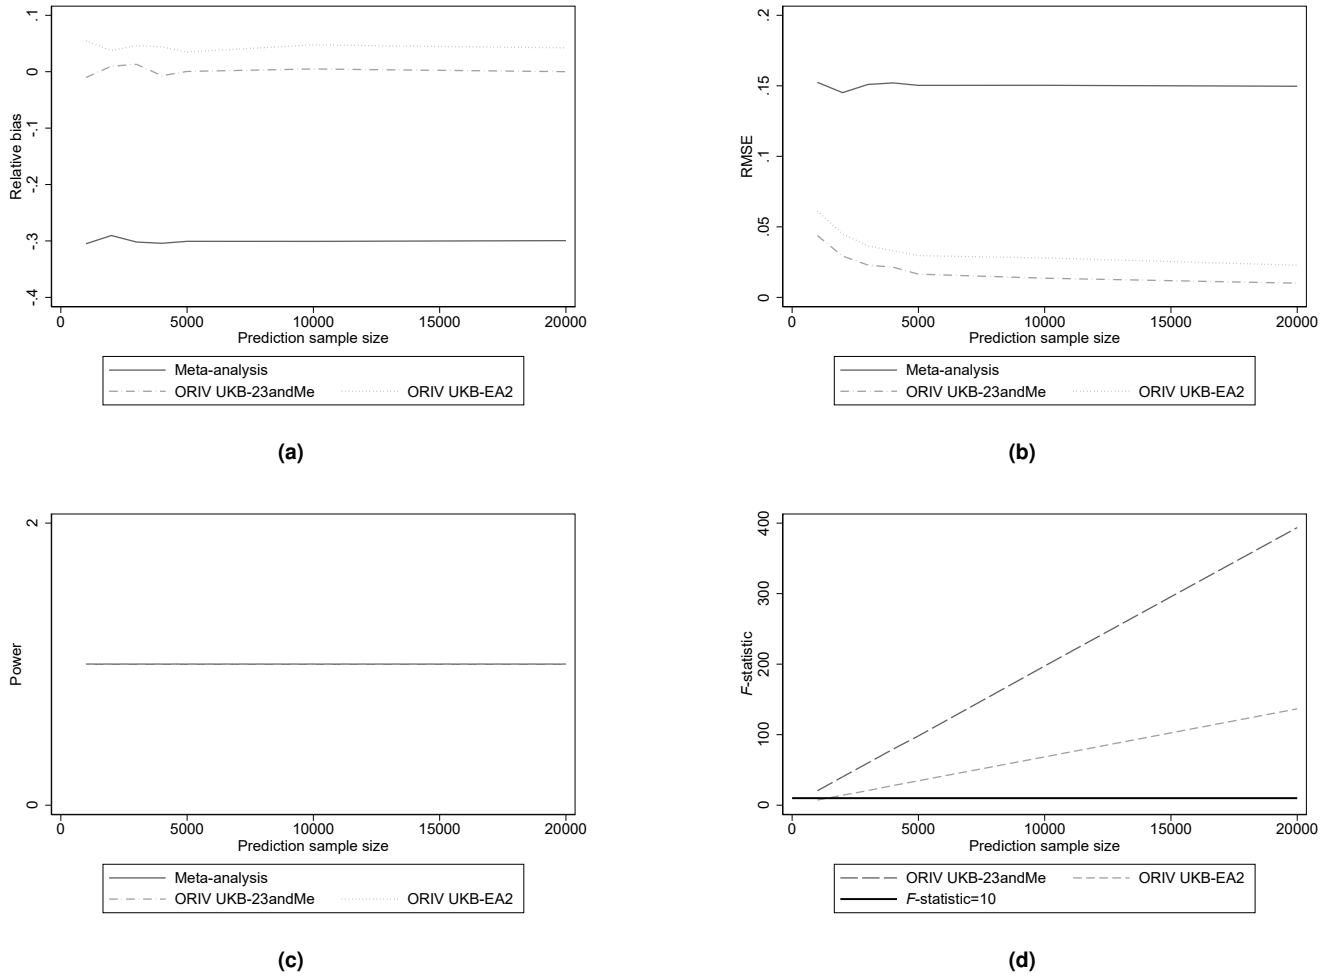 .1
0
-.1
-.2
-.3
-.4
Relative bias
0 5000 10000 15000 20000
Prediction sample size
Meta-analysis
ORIV UKB-23andMe ORIV UKB-EA2
(a)
.2
.15
.1
.05
0
RMSE
0 5000 10000 15000 20000
Prediction sample size
Meta-analysis
ORIV UKB-23andMe ORIV UKB-EA2
(b)
2
0
Power
0 5000 10000 15000 20000
Prediction sample size
Meta-analysis
ORIV UKB-23andMe ORIV UKB-EA2
(c)
400
300
200
100
0
F-statistic
0 5000 10000 15000 20000
Prediction sample size
ORIV UKB-23andMe ORIV UKB-EA2
F-statistic=10
(d)